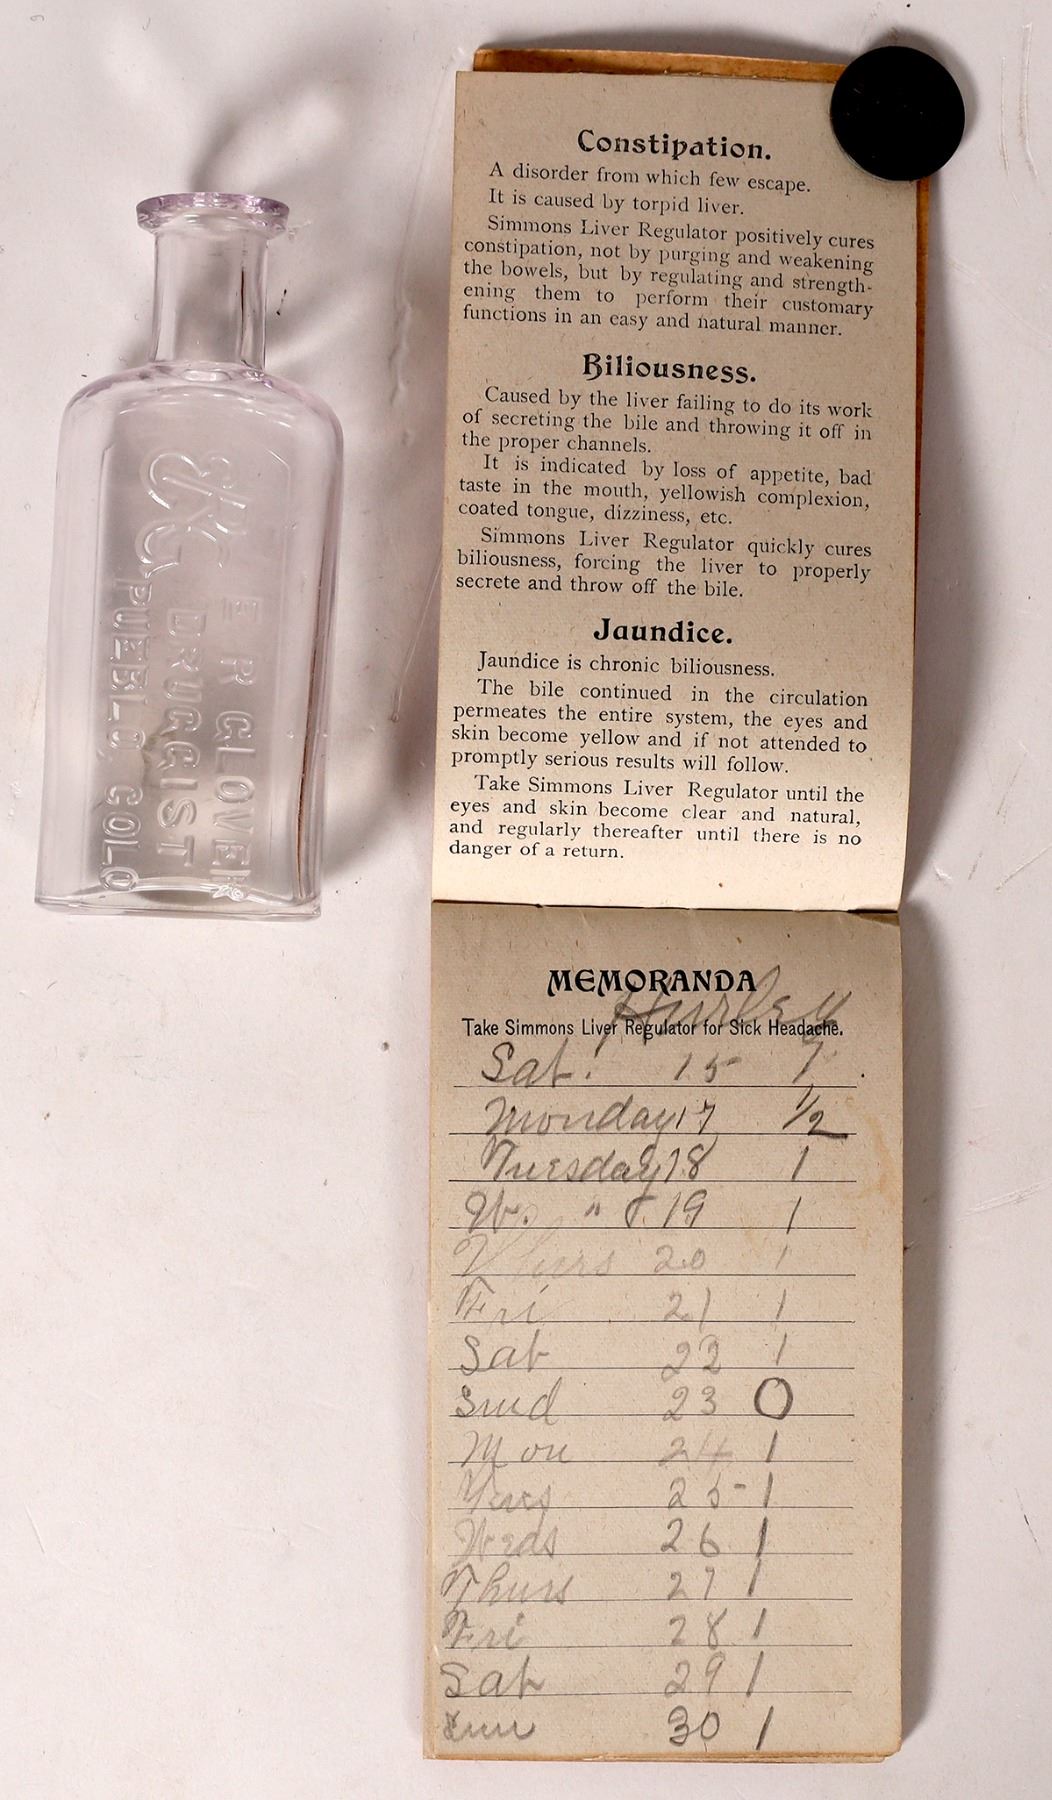 E R GLOVER
DRUGGIST
PUEBLO, COLO
Constipation.
A disorder from which few escape.
It is caused by torpid liver.
Simmons Liver Regulator positively cures
constipation, not by purging and weakening
the bowels, but by regulating and strength-
ening them to perform their customary
functions in an easy and natural manner.
Biliousness.
Caused by the liver failing to do its work
of secreting the bile and throwing it off in
the proper channels.
It is indicated by loss of appetite, bad
taste in the mouth, yellowish complexion,
coated tongue, dizziness, etc.
Simmons Liver Regulator quickly cures
biliousness, forcing the liver to properly
secrete and throw off the bile.
Jaundice.
Jaundice is chronic biliousness.
The bile continued in the circulation
permeates the entire system, the eyes and
skin become yellow and if not attended to
promptly serious results will follow.
Take Simmons Liver Regulator until the
eyes and skin become clear and natural,
and regularly thereafter until there is no
danger of a return.
MEMORANDA
Hurley
Take Simmons Liver Regulator for Sick Headache.
Sat. 15
Monday 17 1/2
Tuesday 18 1
W. " 19 1
Thurs 20 1
Fri 21 1
Sat 22 1
Sund 23 0
Mon 24 1
25 1
Weds 26 1
Thurs 27 1
Fri 28 1
Sat 29 1
Sun 30 1